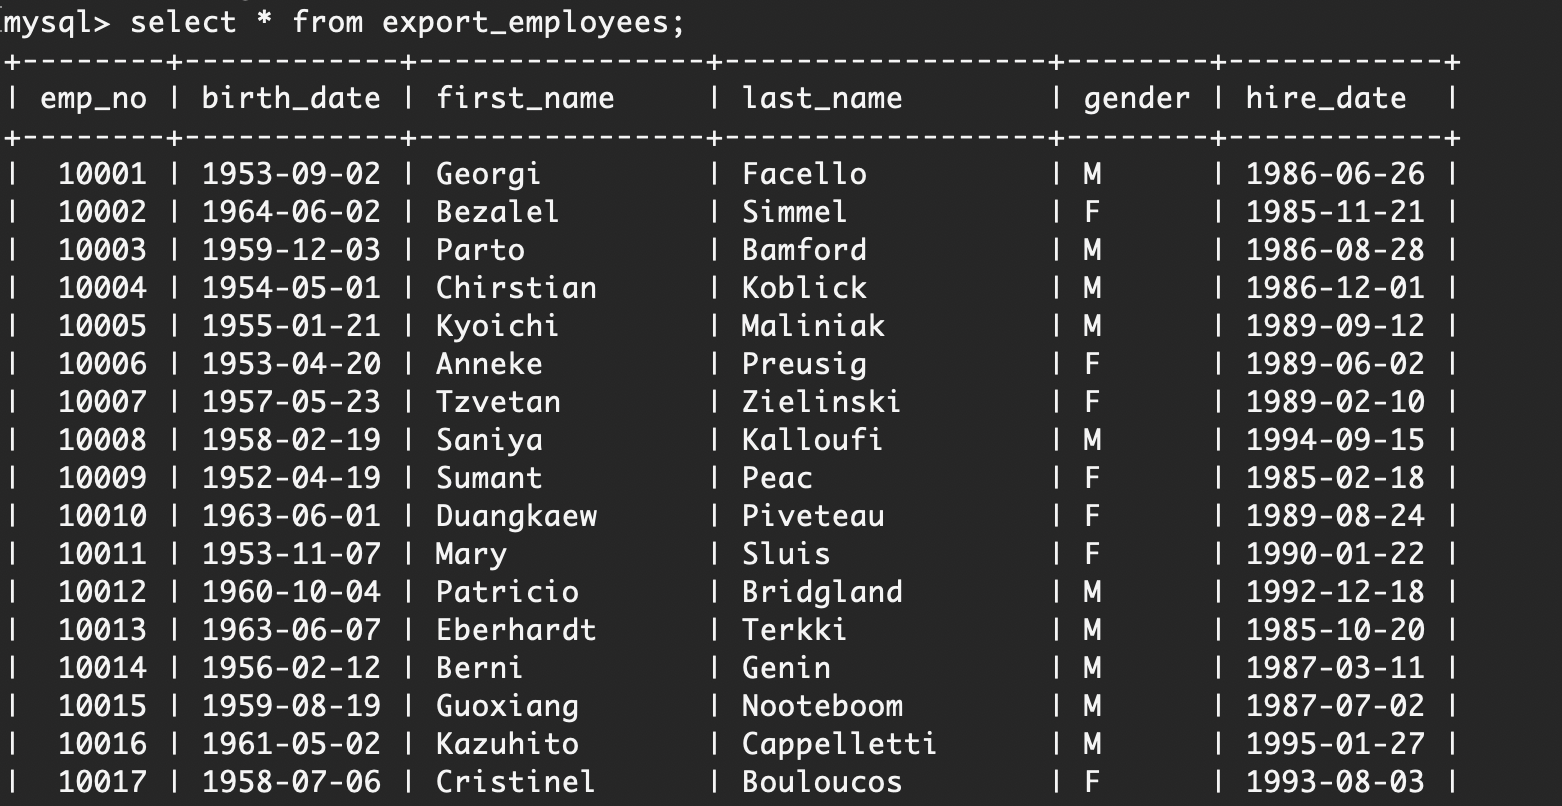 mysql> select * from export_employees;
+--------+------------+----------------+------------------+--------+------------+
| emp_no | birth_date | first_name     | last_name        | gender | hire_date  |
+--------+------------+----------------+------------------+--------+------------+
|  10001 | 1953-09-02 | Georgi         | Facello          | M      | 1986-06-26 |
|  10002 | 1964-06-02 | Bezalel        | Simmel           | F      | 1985-11-21 |
|  10003 | 1959-12-03 | Parto          | Bamford          | M      | 1986-08-28 |
|  10004 | 1954-05-01 | Chirstian      | Koblick          | M      | 1986-12-01 |
|  10005 | 1955-01-21 | Kyoichi        | Maliniak         | M      | 1989-09-12 |
|  10006 | 1953-04-20 | Anneke         | Preusig          | F      | 1989-06-02 |
|  10007 | 1957-05-23 | Tzvetan        | Zielinski        | F      | 1989-02-10 |
|  10008 | 1958-02-19 | Saniya         | Kalloufi         | M      | 1994-09-15 |
|  10009 | 1952-04-19 | Sumant         | Peac             | F      | 1985-02-18 |
|  10010 | 1963-06-01 | Duangkaew      | Piveteau         | F      | 1989-08-24 |
|  10011 | 1953-11-07 | Mary           | Sluis            | F      | 1990-01-22 |
|  10012 | 1960-10-04 | Patricio       | Bridgland        | M      | 1992-12-18 |
|  10013 | 1963-06-07 | Eberhardt      | Terkki           | M      | 1985-10-20 |
|  10014 | 1956-02-12 | Berni          | Genin            | M      | 1987-03-11 |
|  10015 | 1959-08-19 | Guoxiang       | Nooteboom        | M      | 1987-07-02 |
|  10016 | 1961-05-02 | Kazuhito       | Cappelletti      | M      | 1995-01-27 |
|  10017 | 1958-07-06 | Cristinel      | Bouloucos        | F      | 1993-08-03 |